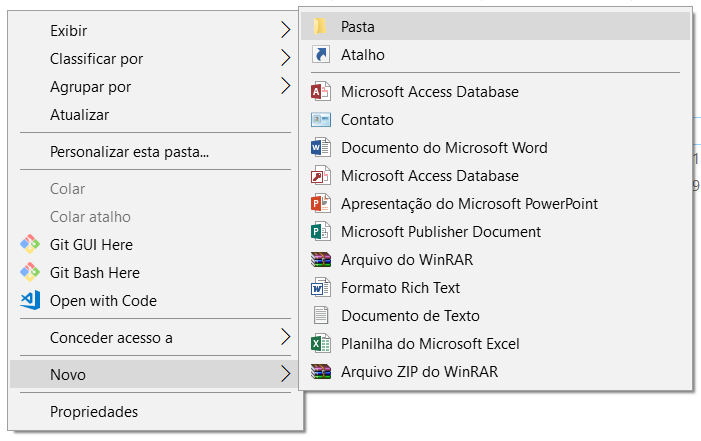 Exibir
Classificar por
Agrupar por
Atualizar
Personalizar esta pasta...
Colar
Colar atalho
Git GUI Here
Git Bash Here
Open with Code
Conceder acesso a
Novo
Propriedades
Pasta
Atalho
Microsoft Access Database
Contato
Documento do Microsoft Word
Microsoft Access Database
Apresentação do Microsoft PowerPoint
Microsoft Publisher Document
Arquivo do WinRAR
Formato Rich Text
Documento de Texto
Planilha do Microsoft Excel
Arquivo ZIP do WinRAR
1
9